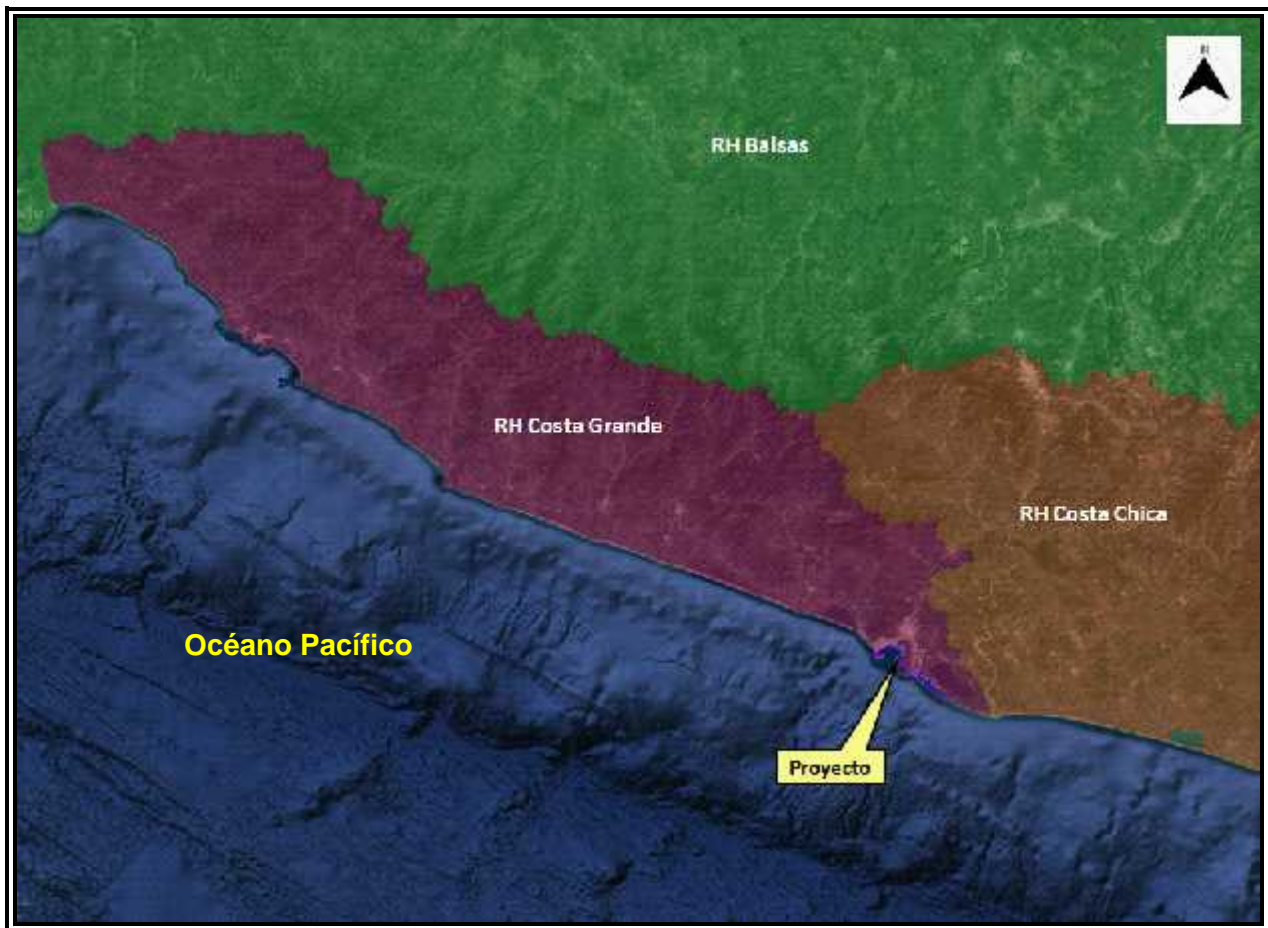 N
RH Balsas
RH Costa Grande
RH Costa Chica
Océano Pacífico
Proyecto